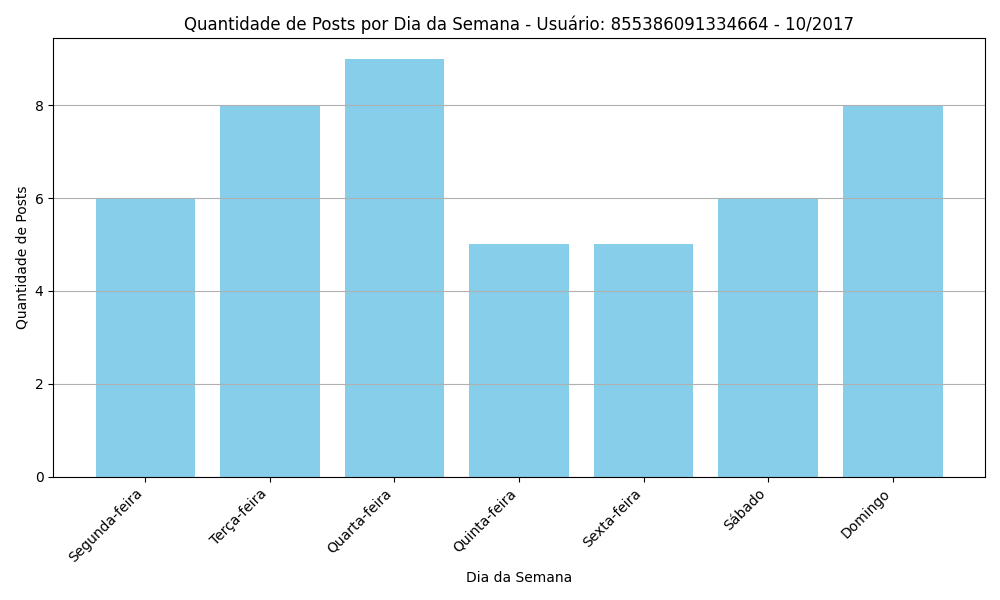 Quantidade de Posts por Dia da Semana - Usuário: 855386091334664 - 10/2017
Quantidade de Posts
8
6
4
2
0
Segunda-feira
Terça-feira
Quarta-feira
Quinta-feira
Sexta-feira
Sábado
Domingo
Dia da Semana